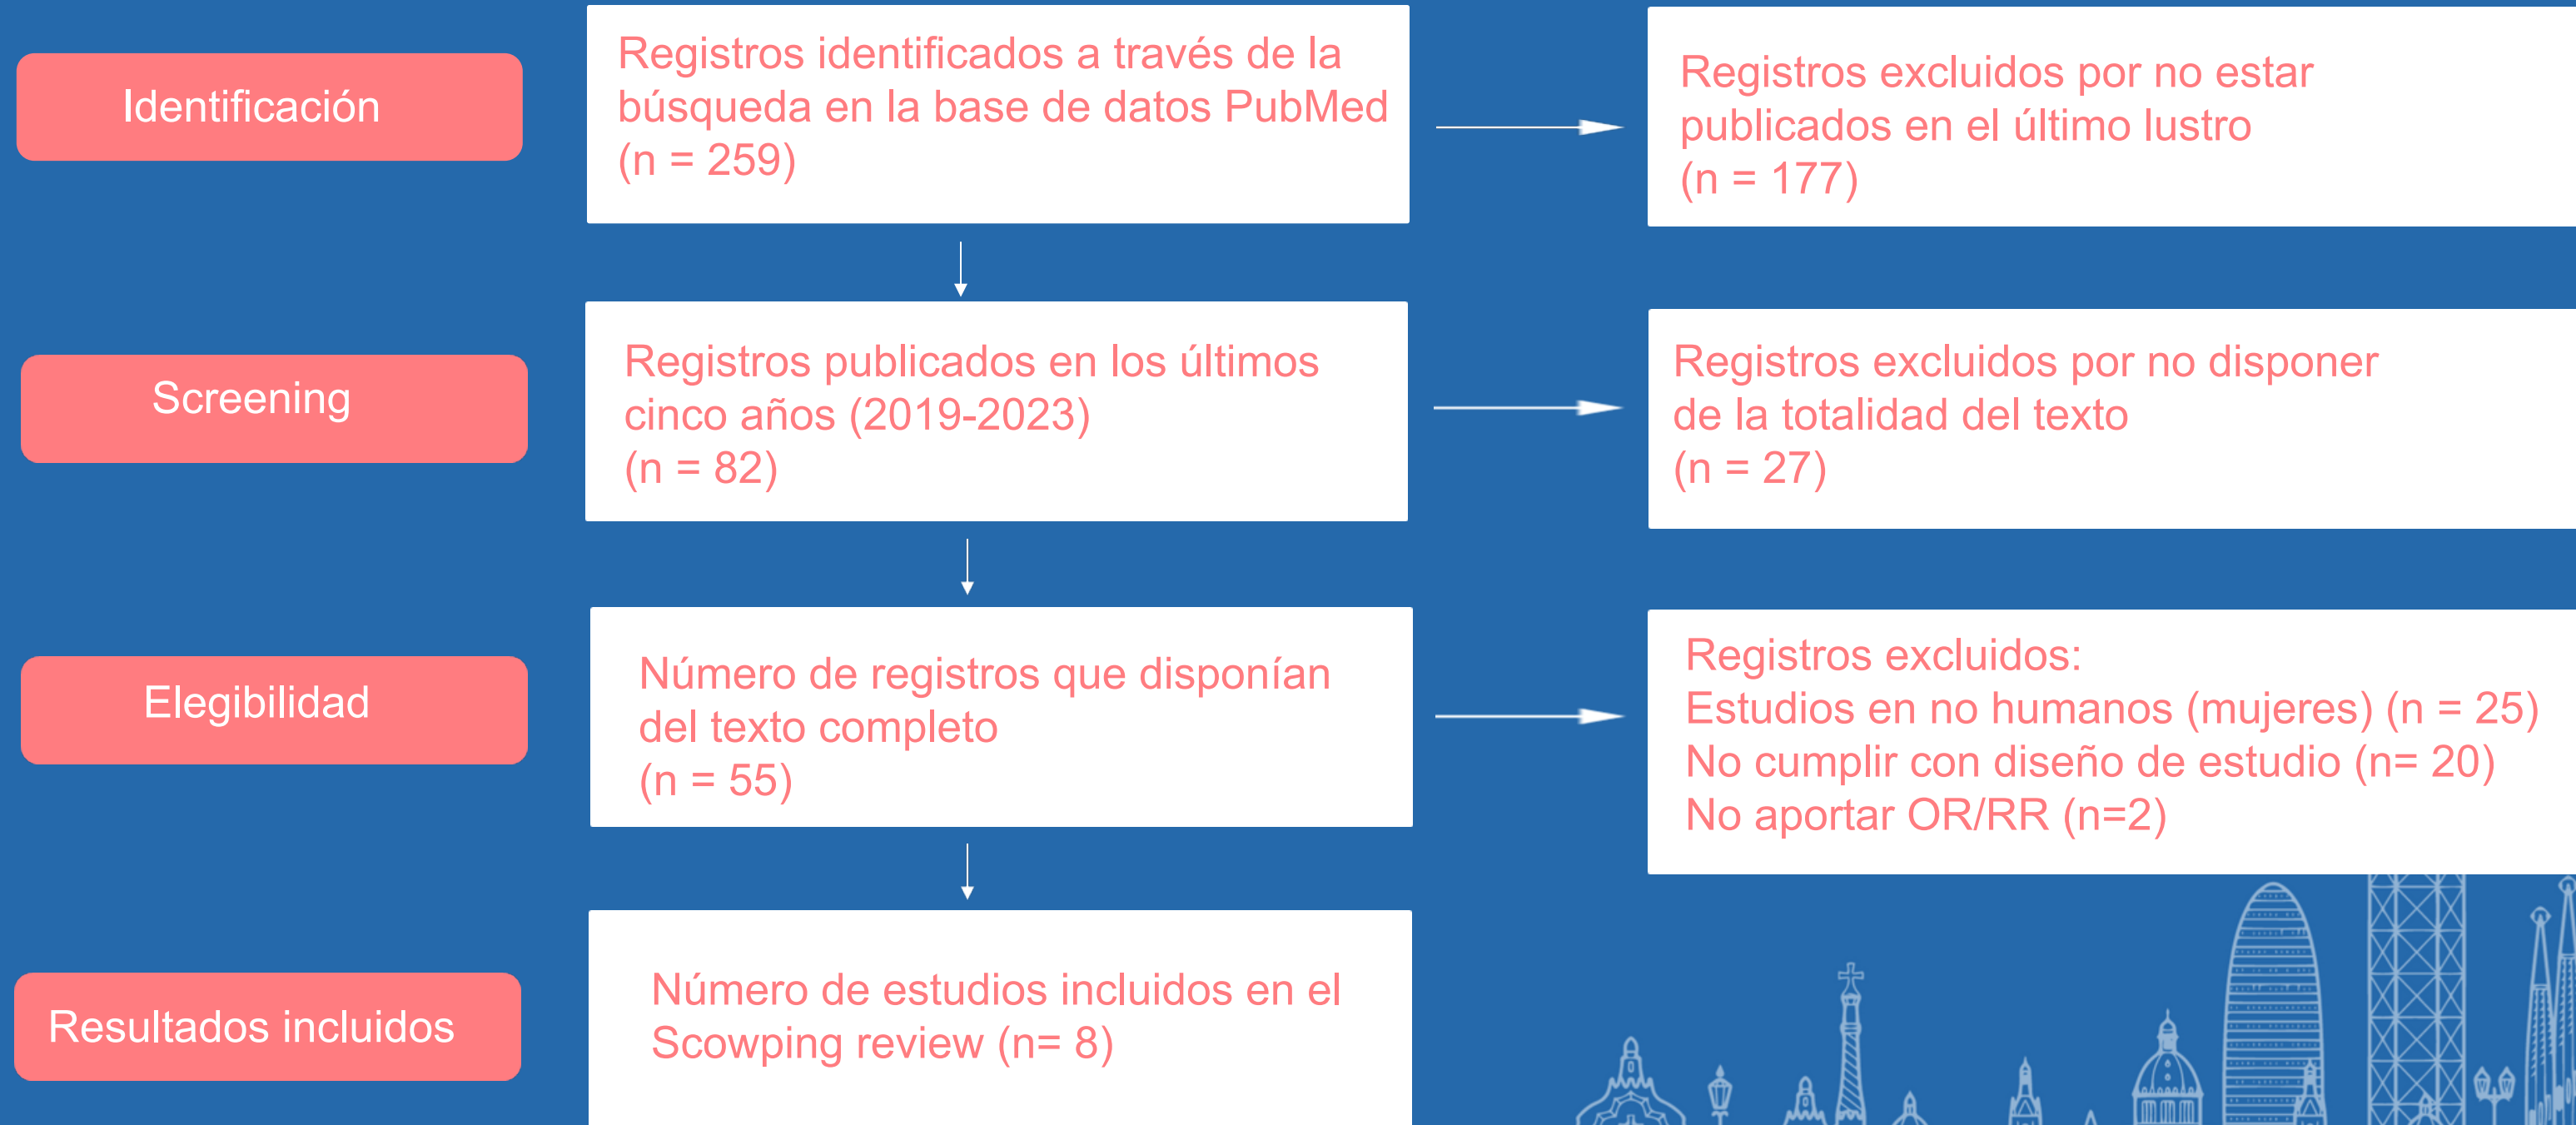 Identificación
Registros identificados a través de la
búsqueda en la base de datos PubMed
(n = 259)
Registros excluidos por no estar
publicados en el último lustro
(n = 177)
Screening
Registros publicados en los últimos
cinco años (2019-2023)
(n = 82)
Registros excluidos por no disponer
de la totalidad del texto
(n = 27)
Elegibilidad
Número de registros que disponían
del texto completo
(n = 55)
Registros excluidos:
Estudios en no humanos (mujeres) (n = 25)
No cumplir con diseño de estudio (n= 20)
No aportar OR/RR (n=2)
Resultados incluidos
Número de estudios incluidos en el
Scowping review (n= 8)